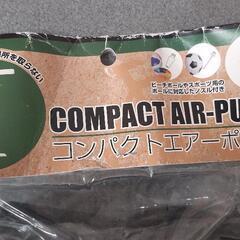 所を取らない
ビーチボールやスポーツ用の
ボールに対応したノズル付き
COMPACT AIR-PU
コンパクトエアーポ